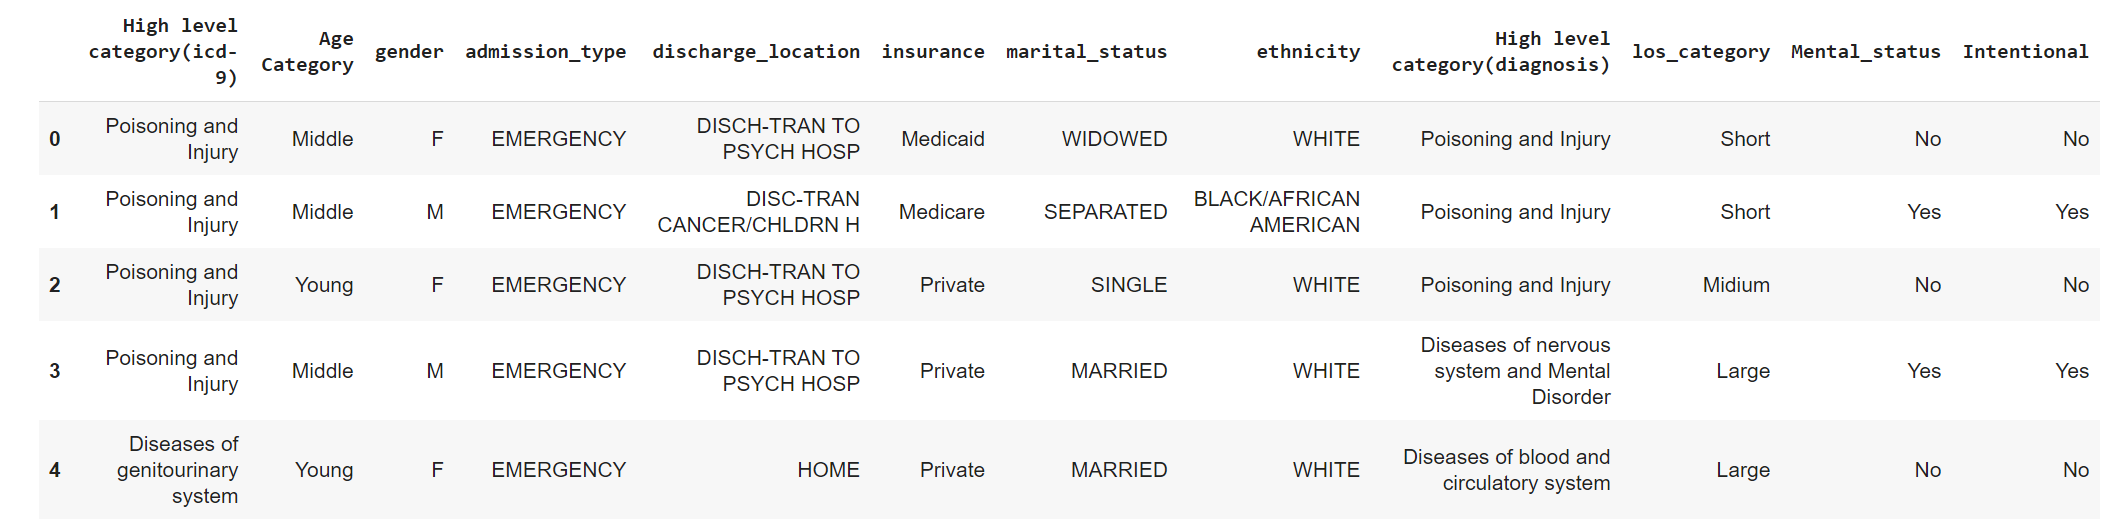 High level category(icd-9) Age Category gender admission_type discharge_location insurance marital_status ethnicity High level category(diagnosis) los_category Mental_status Intentional
0 Poisoning and Injury Middle F EMERGENCY DISCH-TRAN TO PSYCH HOSP Medicaid WIDOWED WHITE Poisoning and Injury Short No No
1 Poisoning and Injury Middle M EMERGENCY DISC-TRAN CANCER/CHLDRN H Medicare SEPARATED BLACK/AFRICAN AMERICAN Poisoning and Injury Short Yes Yes
2 Poisoning and Injury Young F EMERGENCY DISCH-TRAN TO PSYCH HOSP Private SINGLE WHITE Poisoning and Injury Midium No No
3 Poisoning and Injury Middle M EMERGENCY DISCH-TRAN TO PSYCH HOSP Private MARRIED WHITE Diseases of nervous system and Mental Disorder Large Yes Yes
4 Diseases of genitourinary system Young F EMERGENCY HOME Private MARRIED WHITE Diseases of blood and circulatory system Large No No